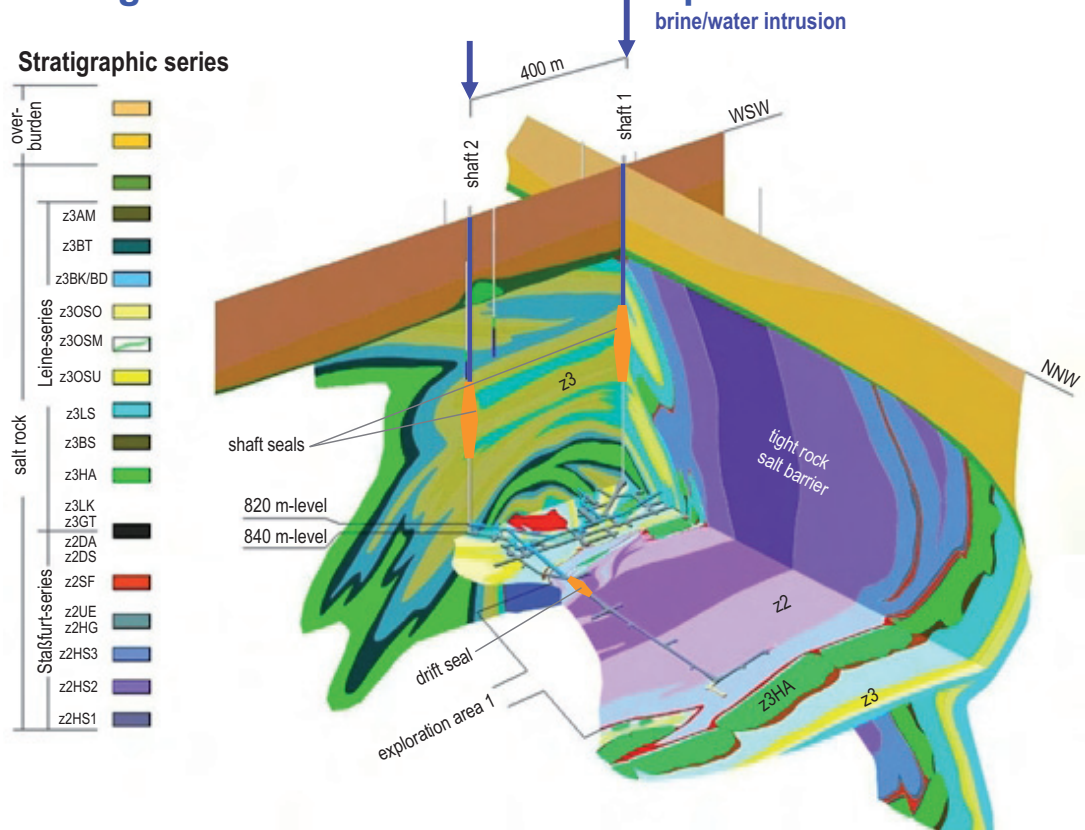 brine/water intrusion
Stratigraphic series
400 m
shaft 1
shaft 2
WSW
NNW
over-
burden
salt rock
Leine-series
Staßfurt-series
z3AM
z3BT
z3BK/BD
z3OSO
z3OSM
z3OSU
z3LS
z3BS
z3HA
z3LK
z3GT
z2DA
z2DS
z2SF
z2UE
z2HG
z2HS3
z2HS2
z2HS1
z3
tight rock
salt barrier
shaft seals
820 m-level
840 m-level
z2
drift seal
z3HA
z3
exploration area 1